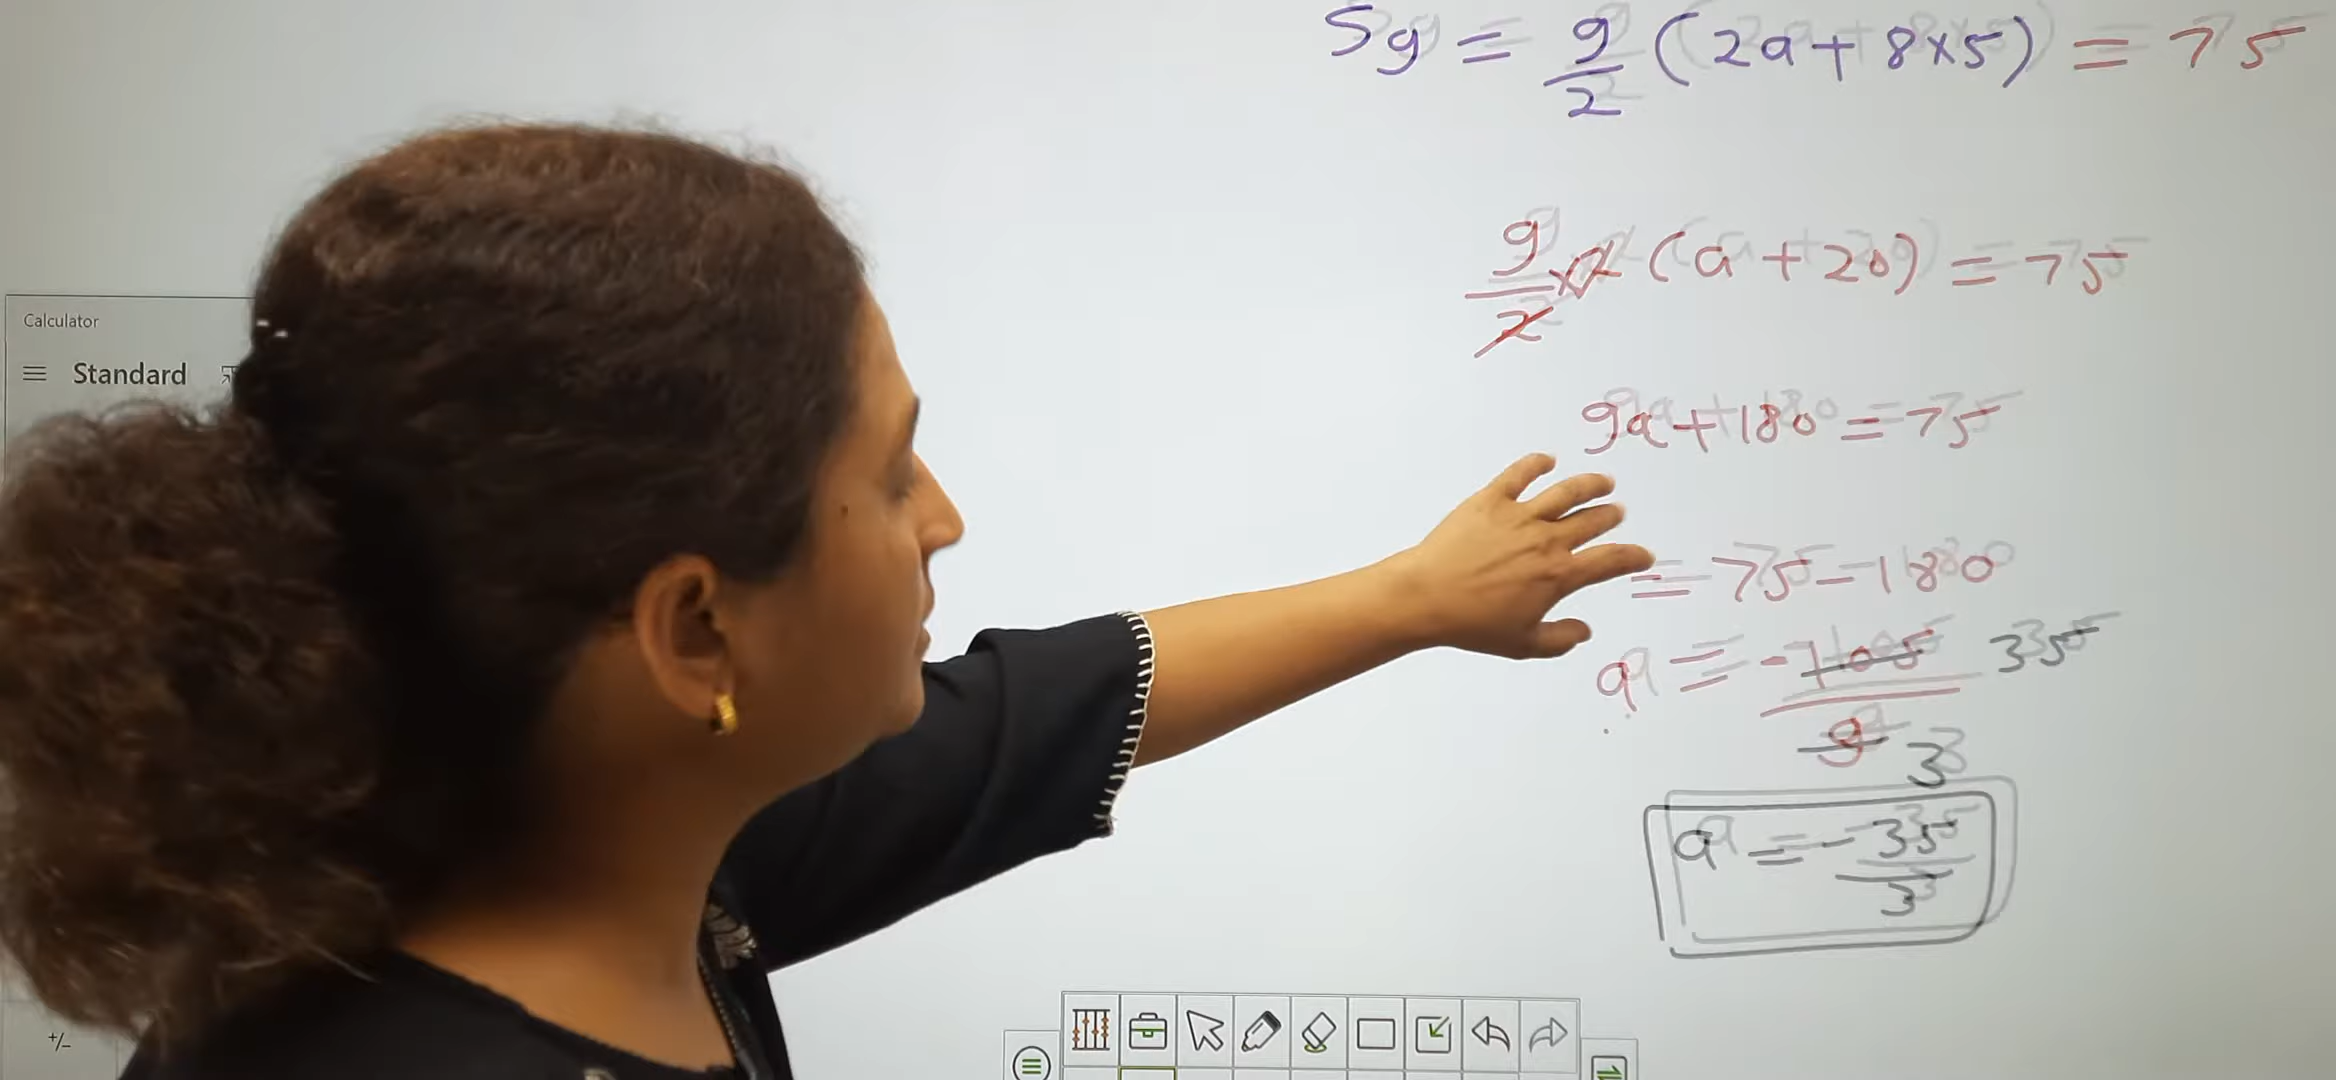 S9 = 9/2 (2a + 8×5) = 75
9/2 × 2 (a + 20) = 75
Calculator
Standard
9a + 180 = 75
= 75 - 180
a = -105/9 35
3
a = -35/3
+/-